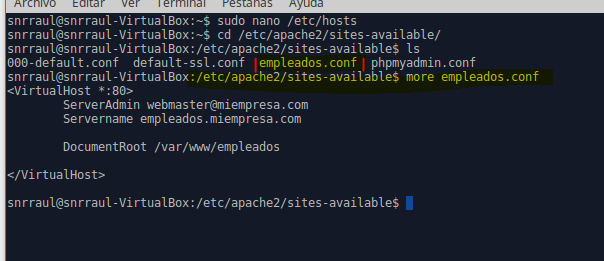 Archivo Editar Ver Terminal Pestañas Ayuda
snrraul@snrraul-VirtualBox:~$ sudo nano /etc/hosts
snrraul@snrraul-VirtualBox:~$ cd /etc/apache2/sites-available/
snrraul@snrraul-VirtualBox:/etc/apache2/sites-available$ ls
000-default.conf default-ssl.conf empleados.conf phpmyadmin.conf
snrraul@snrraul-VirtualBox:/etc/apache2/sites-available$ more empleados.conf
<VirtualHost *:80>
ServerAdmin webmaster@miempresa.com
Servername empleados.miempresa.com
DocumentRoot /var/www/empleados
</VirtualHost>
snrraul@snrraul-VirtualBox:/etc/apache2/sites-available$